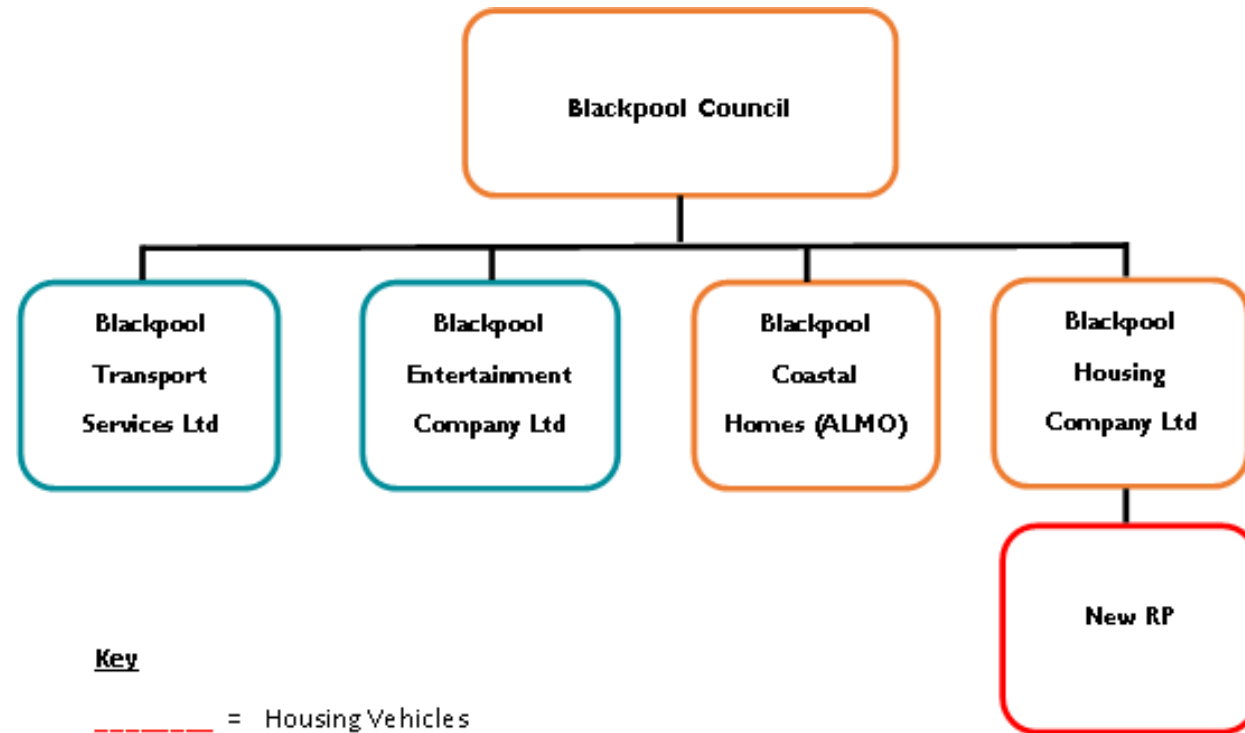 Blackpool Council
Blackpool
Transport
Services Ltd
Blackpool
Entertainment
Company Ltd
Blackpool
Coastal
Homes (ALMO)
Blackpool
Housing
Company Ltd
New RP
Key
_________ = Housing Vehicles